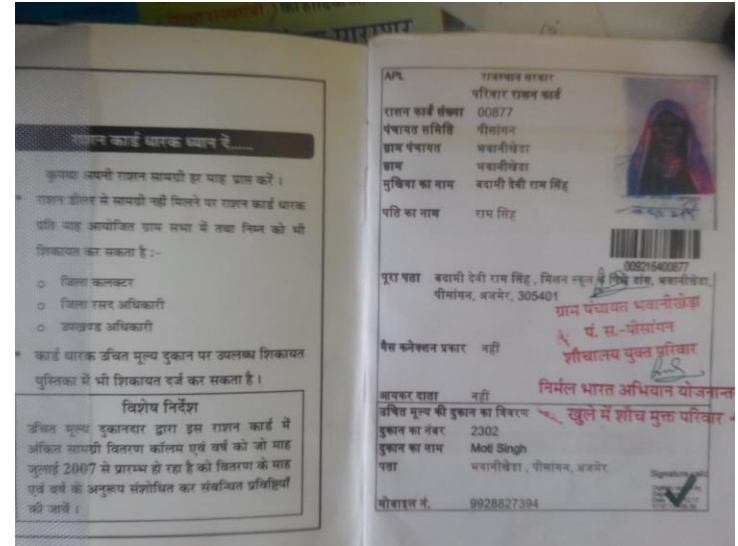 राशन कार्ड धारक ध्यान दें......
कृपया अपनी राशन सामग्री हर माह प्राप्त करें ।
राशन डीलर से सामग्री नहीं मिलने पर राशन कार्ड धारक
प्रति माह आयोजित ग्राम सभा में तथा निम्न को भी
शिकायत कर सकता है :-
जिला कलक्टर
जिला रसद अधिकारी
उपखण्ड अधिकारी
कार्ड धारक उचित मूल्य दुकान पर उपलब्ध शिकायत
पुस्तिका में भी शिकायत दर्ज कर सकता है ।
विशेष निर्देश
उचित मूल्य दुकानदार द्वारा इस राशन कार्ड में
अंकित सामग्री वितरण कॉलम एवं वर्ष को जो माह
जुलाई 2007 से प्रारम्भ हो रहा है को वितरण के माह
एवं वर्ष के अनुरूप संशोधित कर संबन्धित प्रविष्टियाँ
की जावें ।
APL राजस्थान सरकार
परिवार राशन कार्ड
राशन कार्ड संख्या 00877
पंचायत समिति पीसांगन
ग्राम पंचायत भवानीखेडा
ग्राम भवानीखेडा
मुखिया का नाम बदामी देवी राम सिंह
पति का नाम राम सिंह
009215400877
पूरा पता बदामी देवी राम सिंह , मिशन स्कूल के भवानीखेडा,
पीसांगन, अजमेर, 305401
ग्राम पंचायत भवानीखेड़ा
पं. स.-पीसांगन
गैस कनेक्शन प्रकार नहीं
शौचालय युक्त परिवार
आयकर दाता नहीं
निर्मल भारत अभियान योजनान्त
उचित मूल्य की दुकान का विवरण
खुले में शौच मुक्त परिवार
दुकान का नंबर 2302
दुकान का नाम Moti Singh
पता भवानीखेडा , पीसांगन, अजमेर
मोबाइल नं. 9928827394